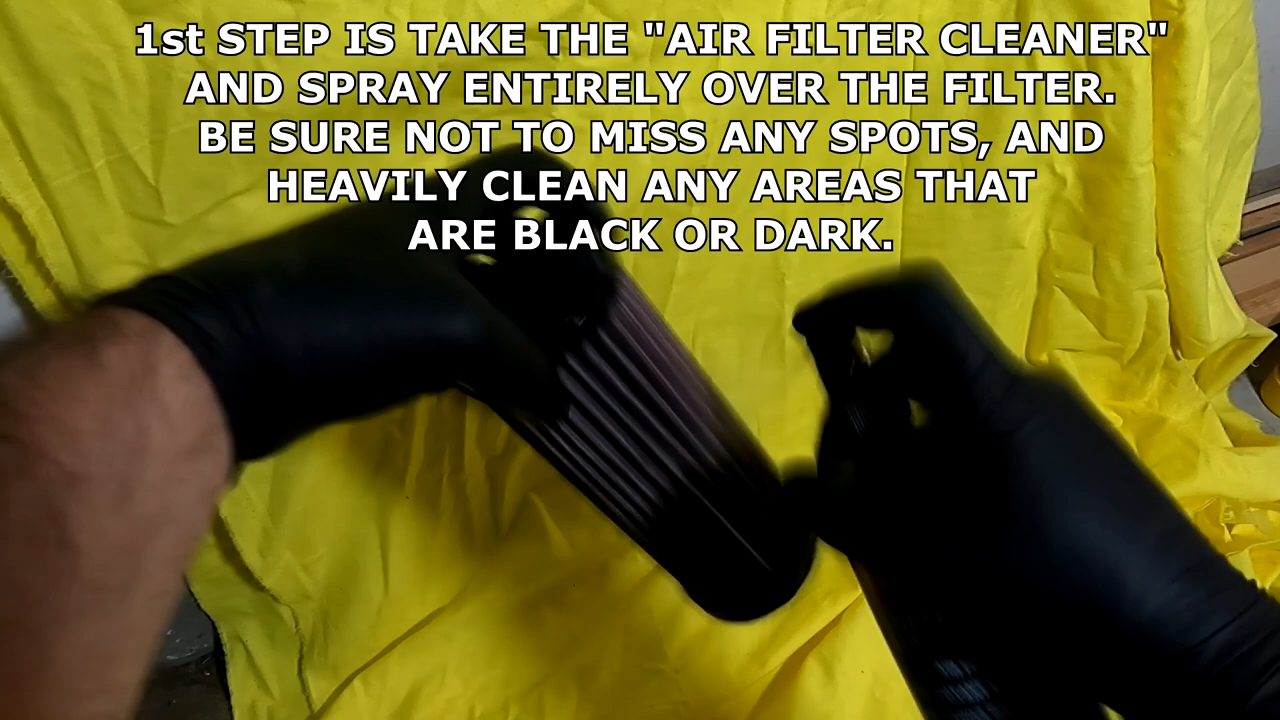 1st STEP IS TAKE THE "AIR FILTER CLEANER"
AND SPRAY ENTIRELY OVER THE FILTER.
BE SURE NOT TO MISS ANY SPOTS, AND
HEAVILY CLEAN ANY AREAS THAT
ARE BLACK OR DARK.